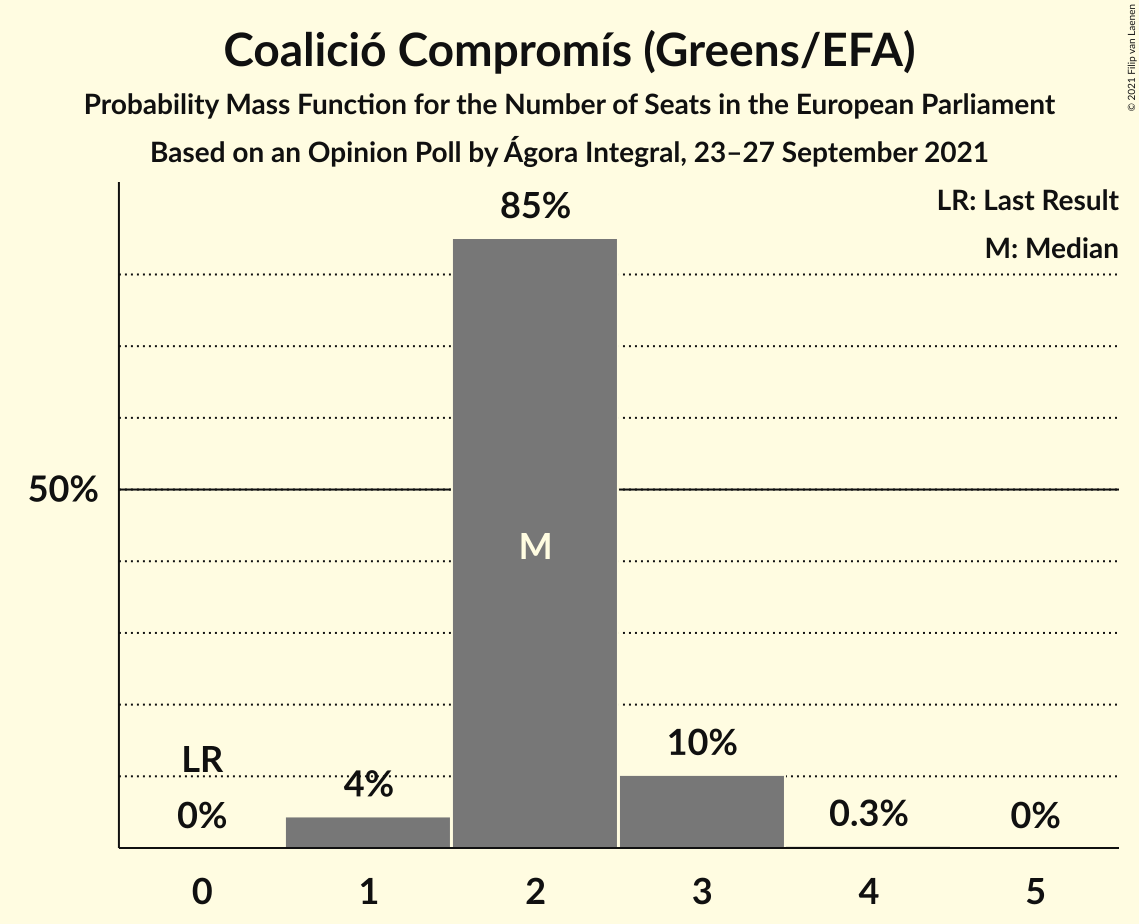 Coalició Compromís (Greens/EFA)
Probability Mass Function for the Number of Seats in the European Parliament
Based on an Opinion Poll by Ágora Integral, 23–27 September 2021
© 2021 Filip van Laenen
LR: Last Result
M: Median
85%
50%
M
LR
0%
4%
10%
0.3%
0%
0 1 2 3 4 5